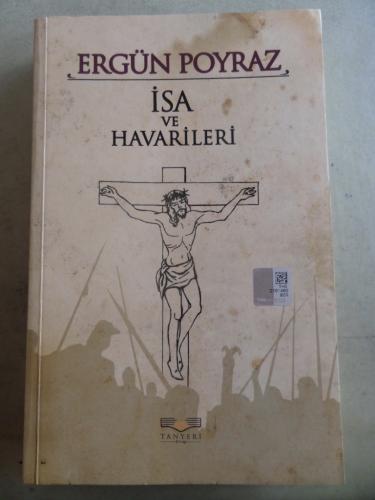 ERGÜN POYRAZ
İSA
VE
HAVARİLERİ
TANYERİ